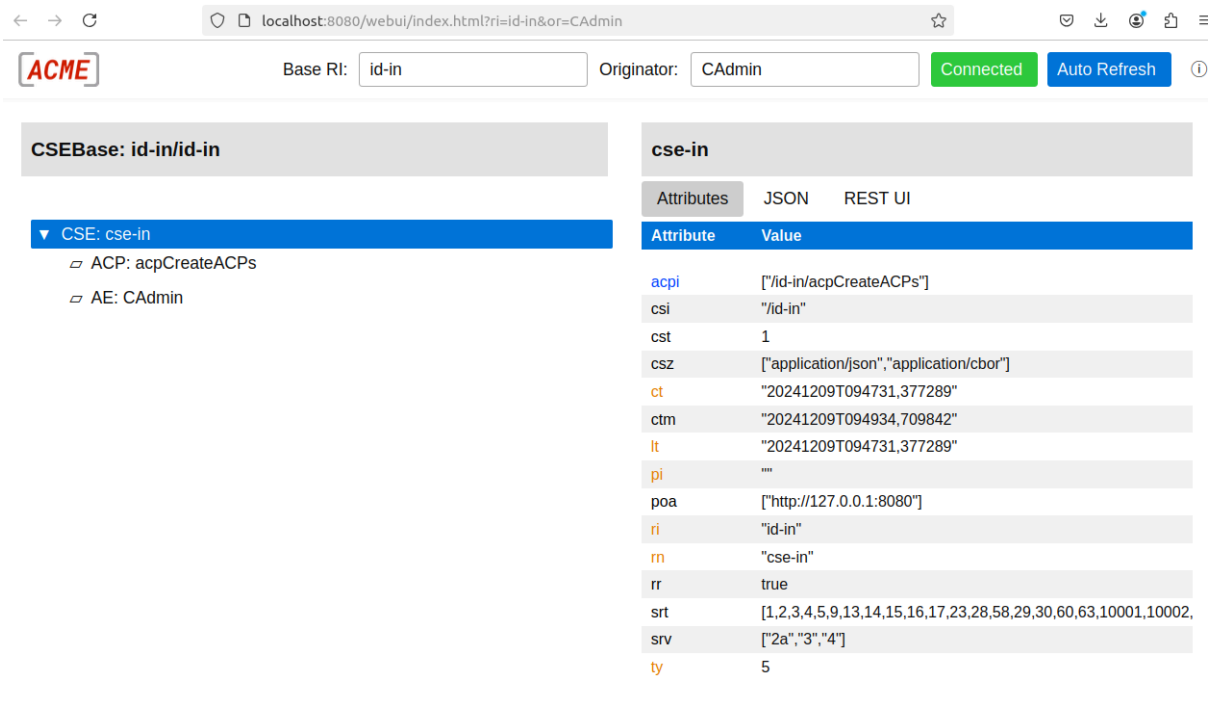 localhost:8080/webui/index.html?ri=id-in&or=CAdmin
[ACME] Base RI: id-in Originator: CAdmin Connected Auto Refresh
CSEBase: id-in/id-in
CSE: cse-in
ACP: acpCreateACPs
AE: CAdmin
cse-in
Attributes JSON REST UI
Attribute Value
acpi ["/id-in/acpCreateACPs"]
csi "/id-in"
cst 1
csz ["application/json","application/cbor"]
ct "20241209T094731,377289"
ctm "20241209T094934,709842"
lt "20241209T094731,377289"
pi ""
poa ["http://127.0.0.1:8080"]
ri "id-in"
rn "cse-in"
rr true
srt [1,2,3,4,5,9,13,14,15,16,17,23,28,58,29,30,60,63,10001,10002,
srv ["2a","3","4"]
ty 5